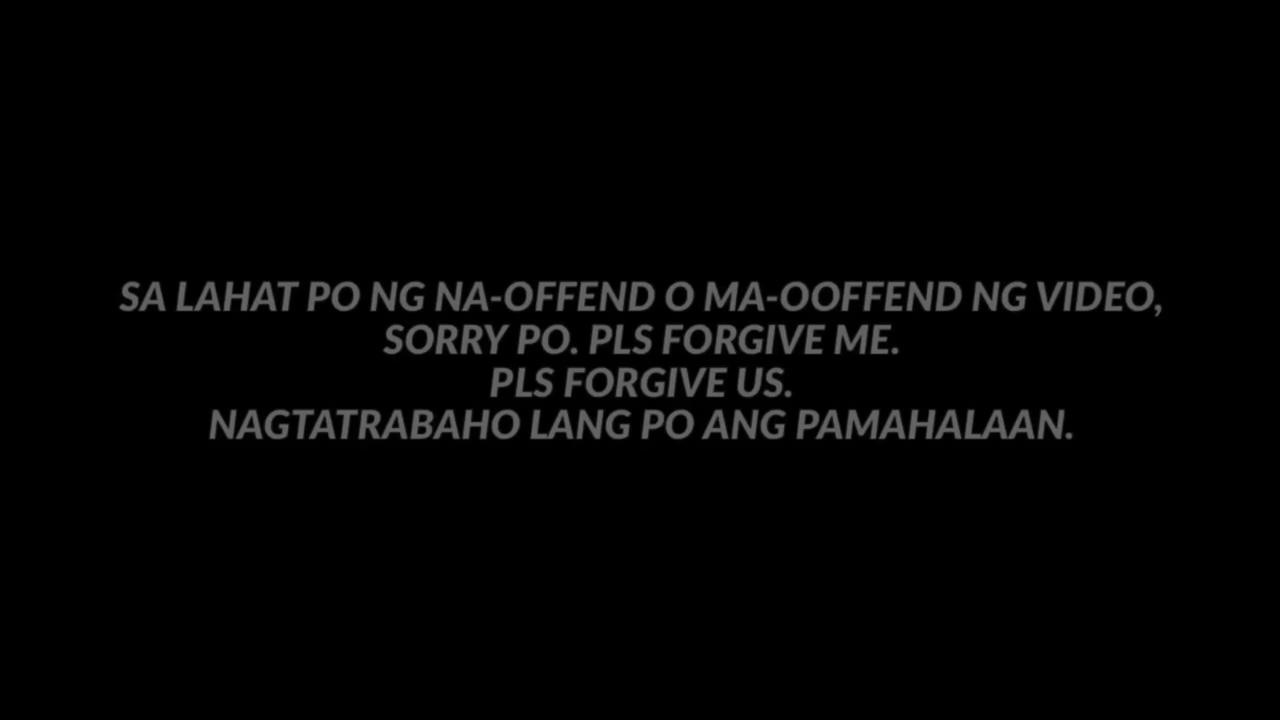 SA LAHAT PO NG NA-OFFEND O MA-OOFFEND NG VIDEO,
SORRY PO. PLS FORGIVE ME.
PLS FORGIVE US.
NAGTATRABAHO LANG PO ANG PAMAHALAAN.